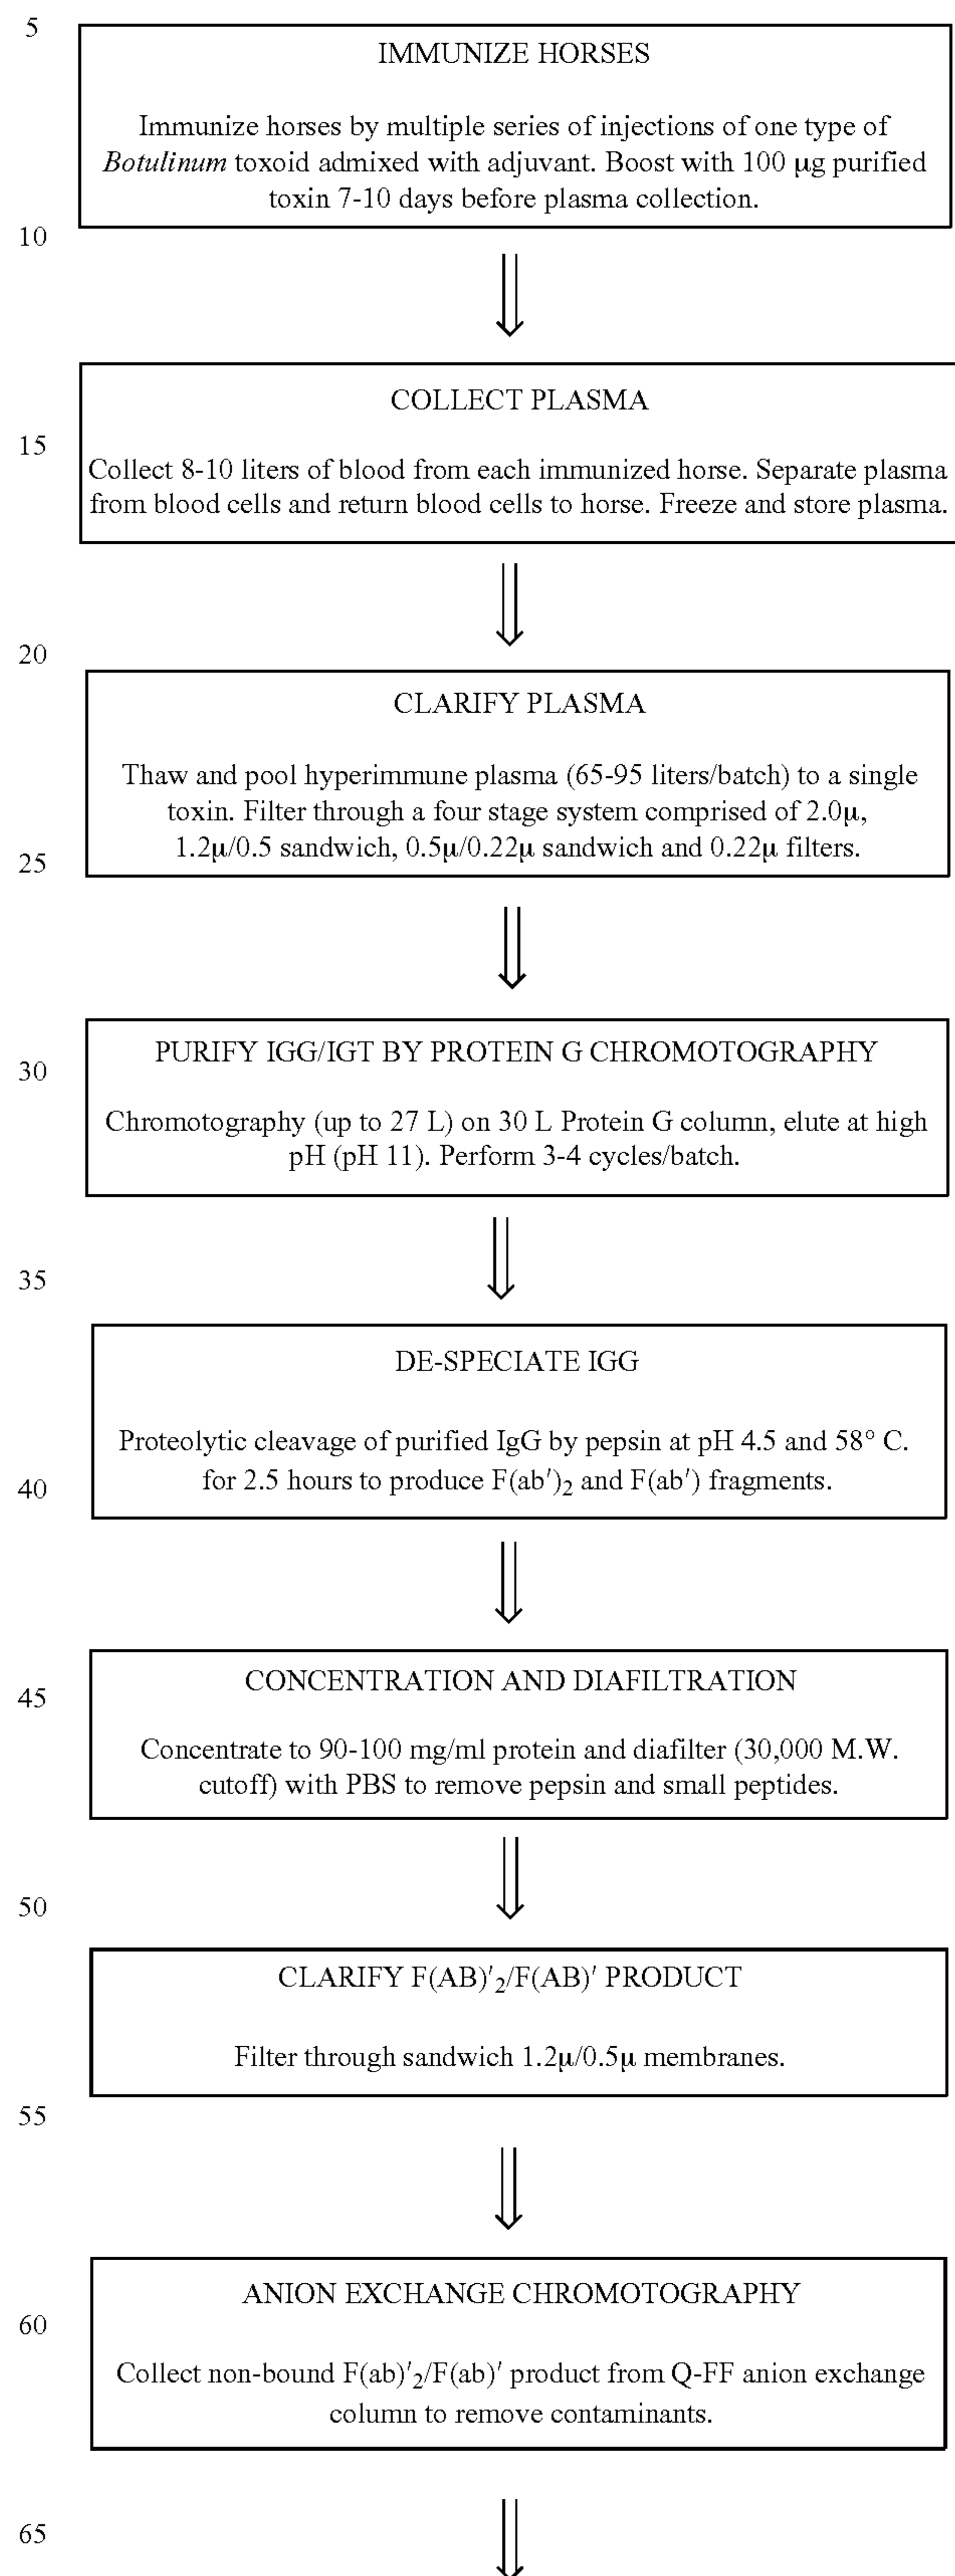 5
IMMUNIZE HORSES
Immunize horses by multiple series of injections of one type of
Botulinum toxoid admixed with adjuvant. Boost with 100 μg purified
toxin 7-10 days before plasma collection.
10
COLLECT PLASMA
15
Collect 8-10 liters of blood from each immunized horse. Separate plasma
from blood cells and return blood cells to horse. Freeze and store plasma.
20
CLARIFY PLASMA
Thaw and pool hyperimmune plasma (65-95 liters/batch) to a single
toxin. Filter through a four stage system comprised of 2.0μ,
1.2μ/0.5 sandwich, 0.5μ/0.22μ sandwich and 0.22μ filters.
25
PURIFY IGG/IGT BY PROTEIN G CHROMOTOGRAPHY
30
Chromotography (up to 27 L) on 30 L Protein G column, elute at high
pH (pH 11). Perform 3-4 cycles/batch.
35
DE-SPECIATE IGG
Proteolytic cleavage of purified IgG by pepsin at pH 4.5 and 58° C.
for 2.5 hours to produce F(ab′)₂ and F(ab′) fragments.
40
CONCENTRATION AND DIAFILTRATION
45
Concentrate to 90-100 mg/ml protein and diafilter (30,000 M.W.
cutoff) with PBS to remove pepsin and small peptides.
50
CLARIFY F(AB)′₂/F(AB)′ PRODUCT
Filter through sandwich 1.2μ/0.5μ membranes.
55
ANION EXCHANGE CHROMOTOGRAPHY
60
Collect non-bound F(ab)′₂/F(ab)′ product from Q-FF anion exchange
column to remove contaminants.
65